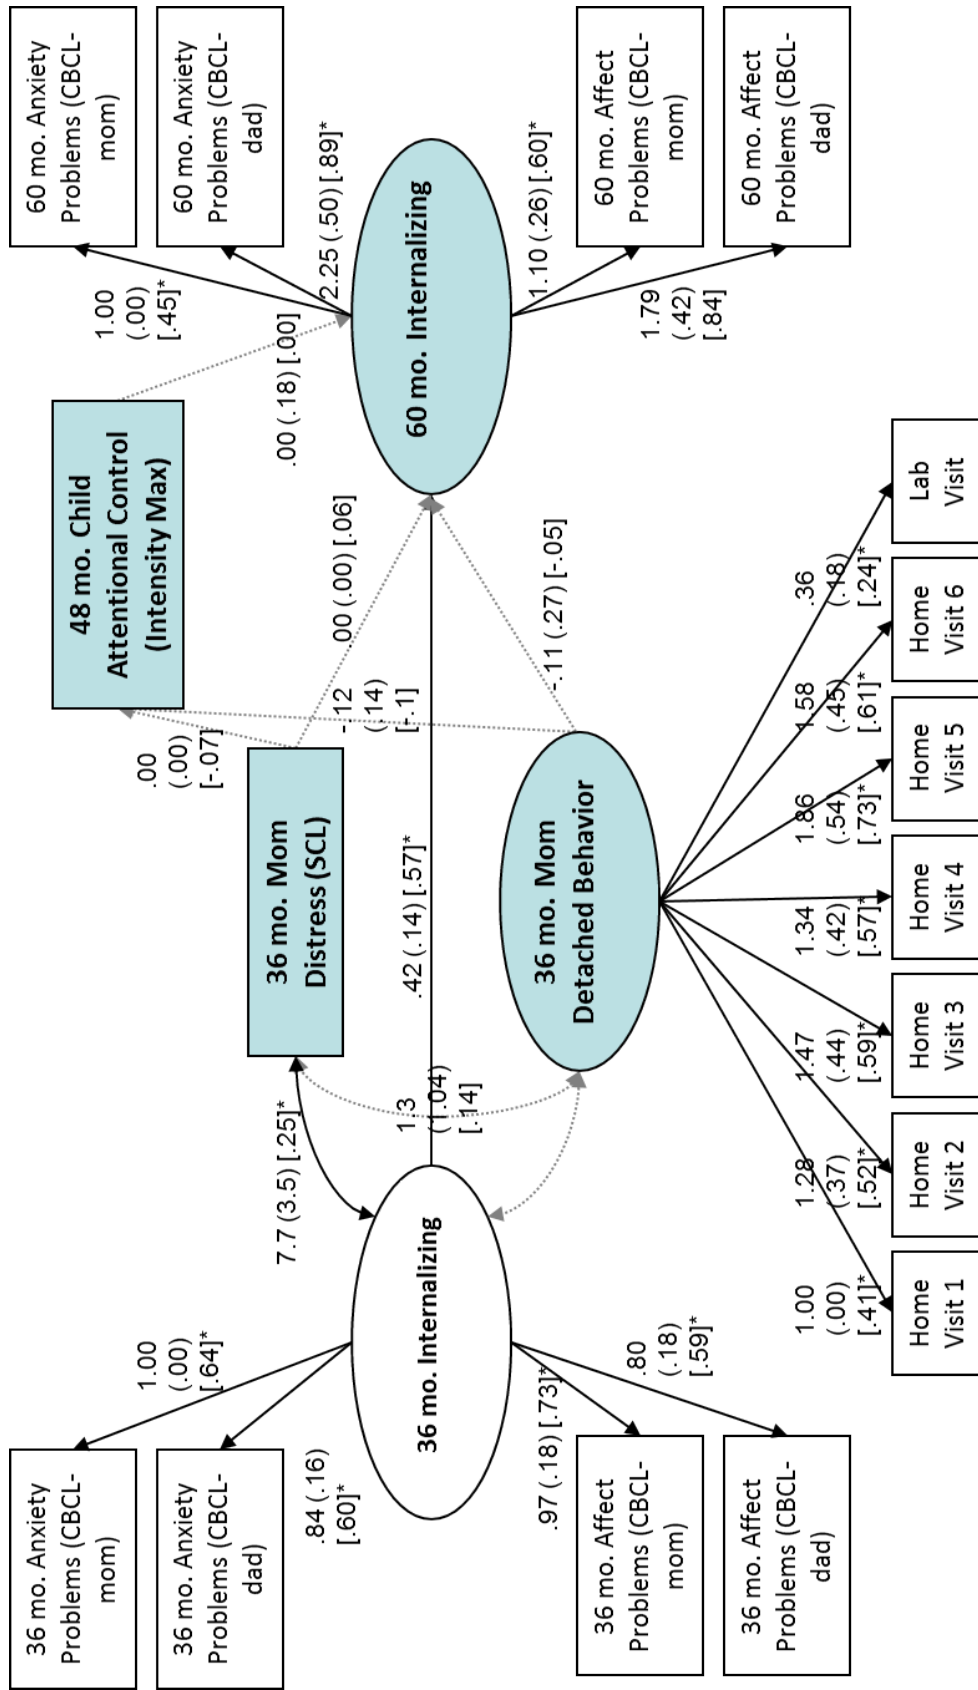 36 mo. Anxiety
Problems (CBCL-
mom)
36 mo. Anxiety
Problems (CBCL-
dad)
36 mo. Affect
Problems (CBCL-
mom)
36 mo. Affect
Problems (CBCL-
dad)
1.00
(.00)
[.64]*
.84 (.16)
[.60]*
.97 (.18) [.73]*
.80
(.18)
[.59]*
36 mo. Internalizing
7.7 (3.5) [.25]*
1.3
(1.04)
[.14]
36 mo. Mom
Distress (SCL)
.42 (.14) [.57]*
36 mo. Mom
Detached Behavior
.00
(.00)
[-.07]
-.12
(.14)
[-.1]
48 mo. Child
Attentional Control
(Intensity Max)
.00 (.00) [.06]
-.11 (.27) [-.05]
.00 (.18) [.00]
60 mo. Internalizing
1.00
(.00)
[.45]*
2.25 (.50) [.89]*
1.10 (.26) [.60]*
1.79
(.42)
[.84]
60 mo. Anxiety
Problems (CBCL-
mom)
60 mo. Anxiety
Problems (CBCL-
dad)
60 mo. Affect
Problems (CBCL-
mom)
60 mo. Affect
Problems (CBCL-
dad)
1.00
(.00)
[.41]*
1.28
(.37)
[.52]*
1.47
(.44)
[.59]*
1.34
(.42)
[.57]*
1.86
(.54)
[.73]*
1.58
(.45)
[.61]*
.36
(.18)
[.24]*
Home
Visit 1
Home
Visit 2
Home
Visit 3
Home
Visit 4
Home
Visit 5
Home
Visit 6
Lab
Visit